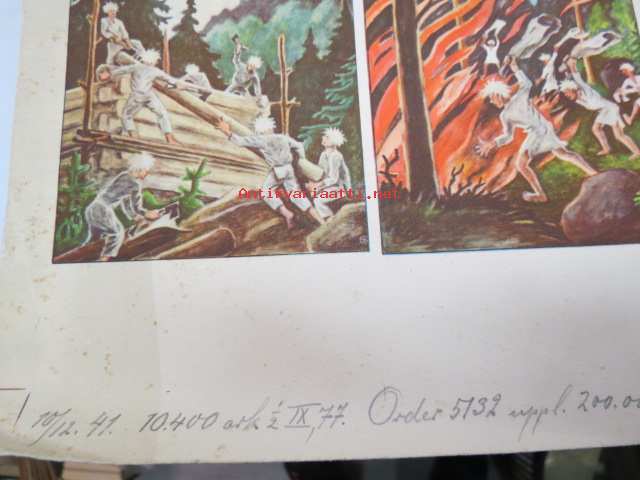 Antikvariaatti.net
10/12. 41. 10.400 ark á IX, 77. Order 5132 uppl. 200.00